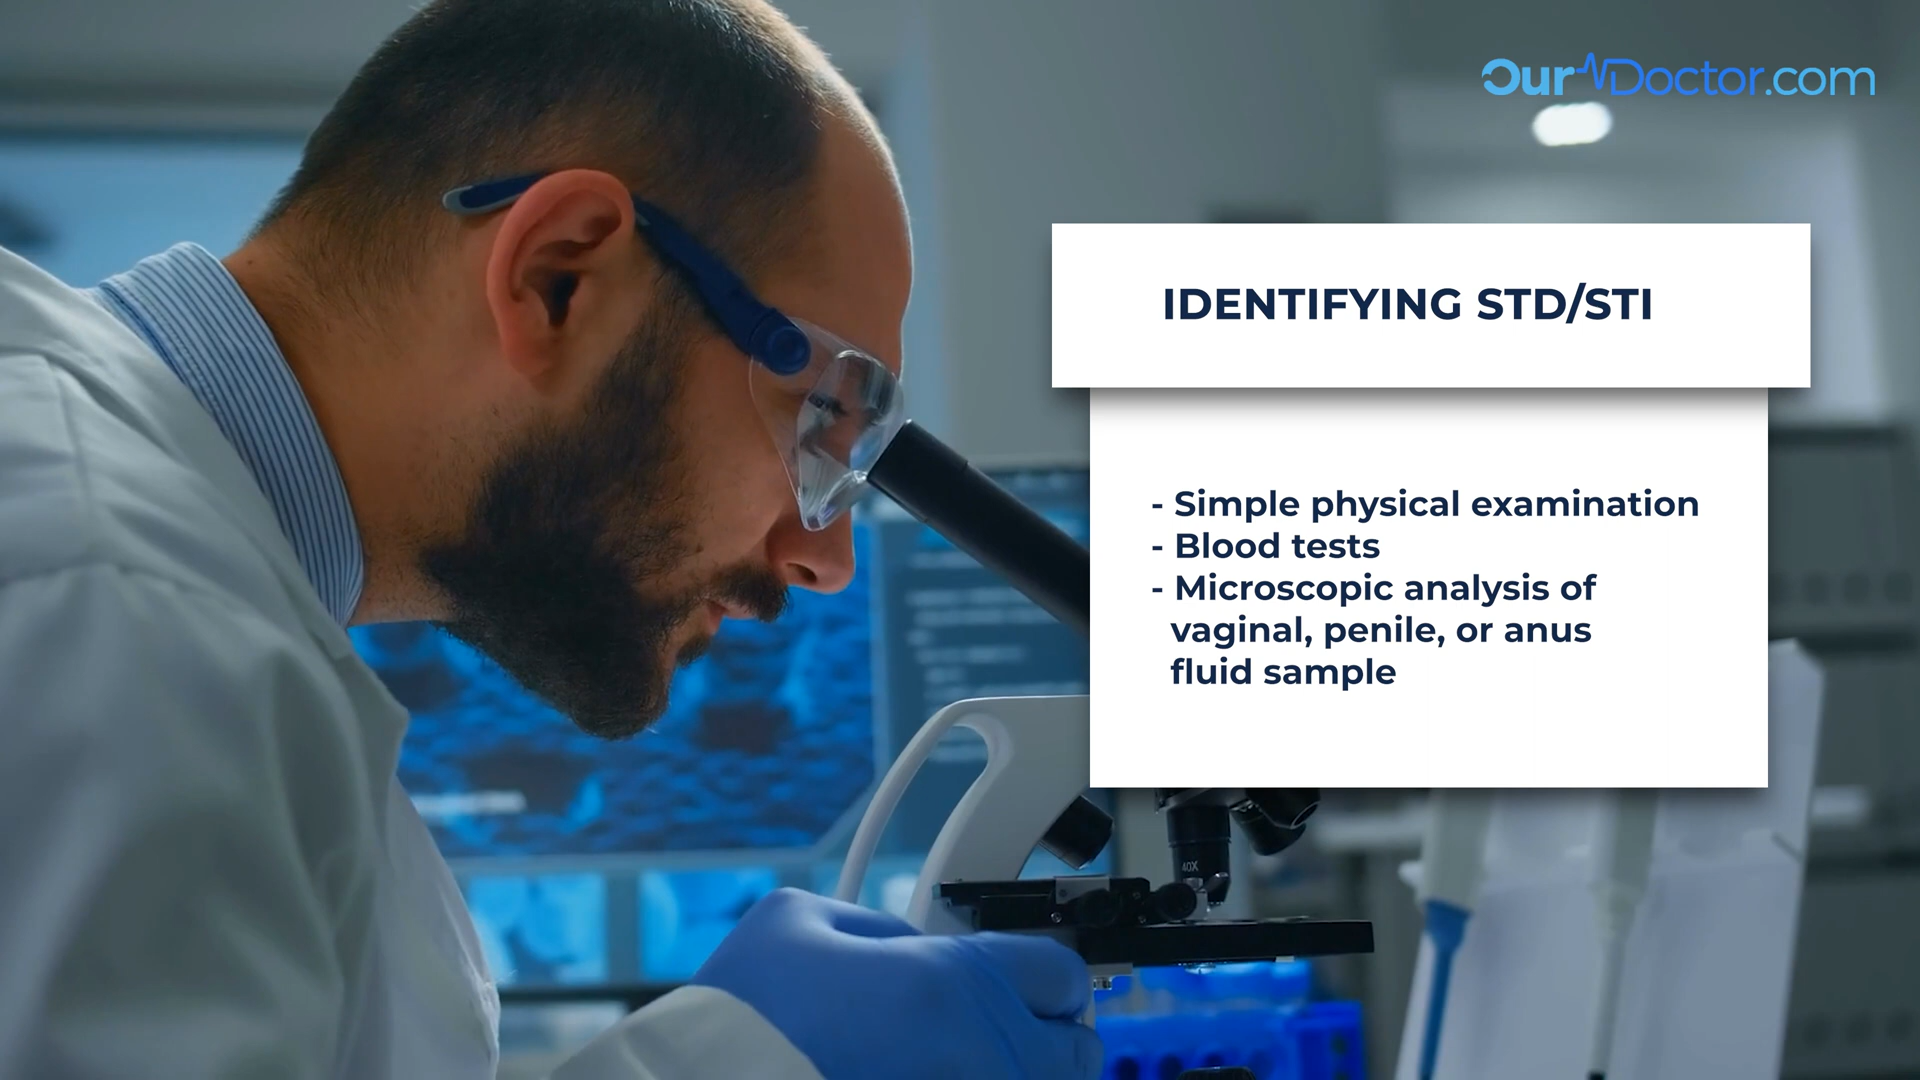 OurDoctor.com
IDENTIFYING STD/STI
- Simple physical examination
- Blood tests
- Microscopic analysis of
vaginal, penile, or anus
fluid sample
40X